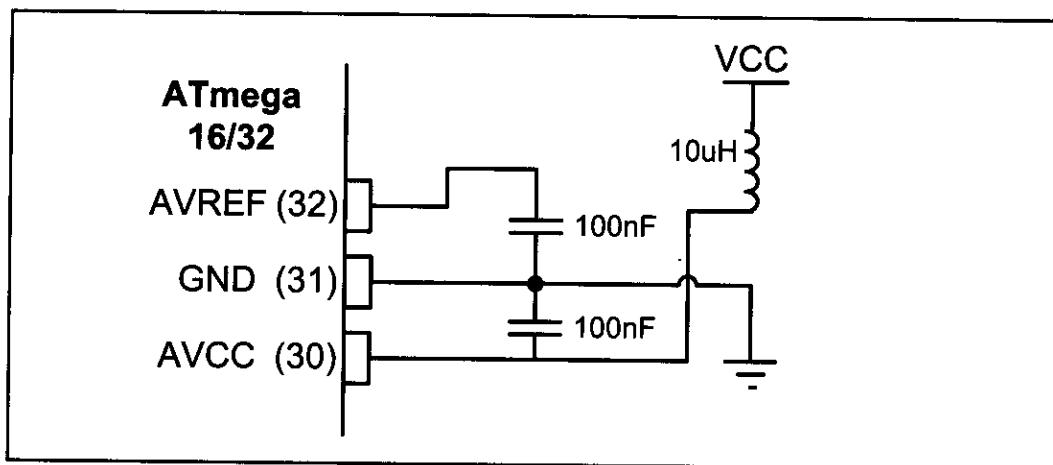 ATmega
16/32
VCC
10uH
AVREF (32)
100nF
GND (31)
100nF
AVCC (30)